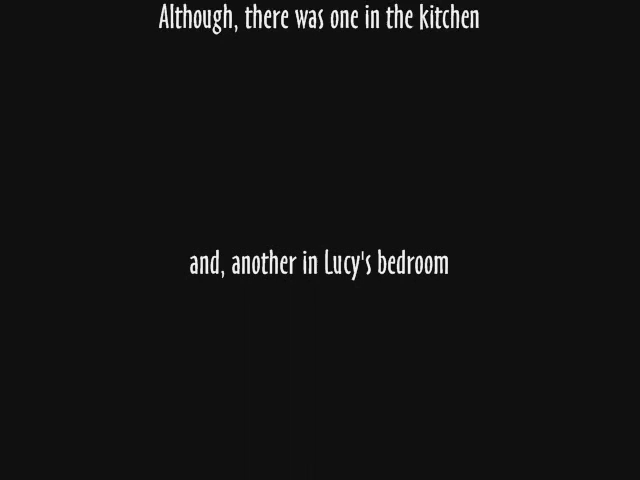 Although, there was one in the kitchen
and, another in Lucy's bedroom